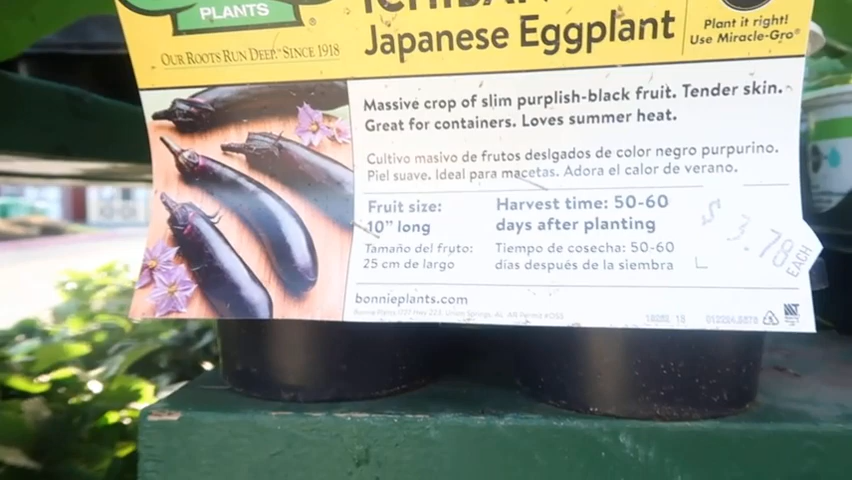 PLANTS
®
OUR ROOTS RUN DEEP.™ SINCE 1918
ICHIBAN
Japanese Eggplant
Plant it right!
Use Miracle-Gro®
Massive crop of slim purplish-black fruit. Tender skin.
Great for containers. Loves summer heat.
Cultivo masivo de frutos deslgados de color negro purpurino.
Piel suave. Ideal para macetas. Adora el calor de verano.
Fruit size:
10" long
Tamaño del fruto:
25 cm de largo
Harvest time: 50-60
days after planting
Tiempo de cosecha: 50-60
días después de la siembra
$3.78
EACH
bonnieplants.com